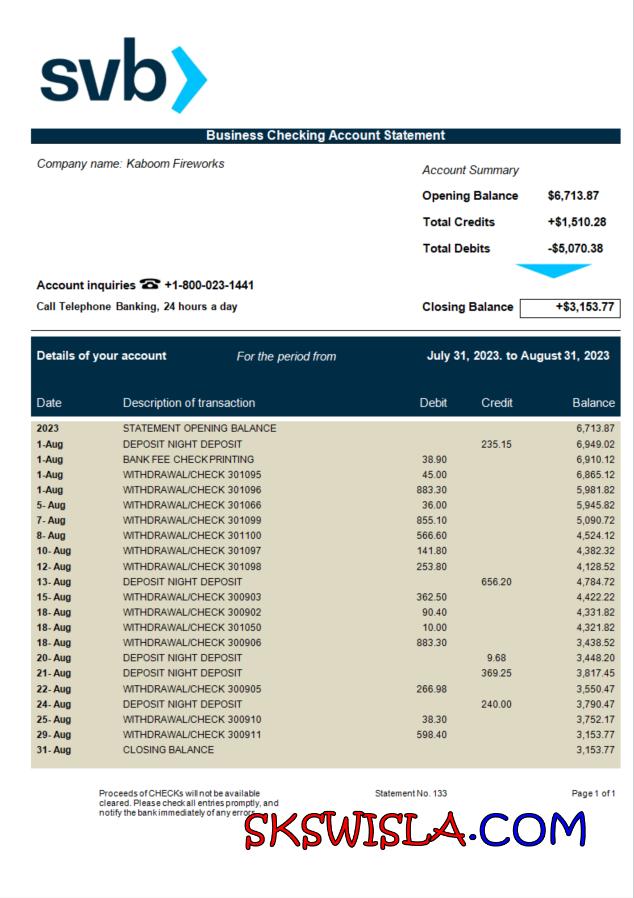 svb
Business Checking Account Statement
Company name: Kaboom Fireworks
Account Summary
Opening Balance $6,713.87
Total Credits +$1,510.28
Total Debits -$5,070.38
Account inquiries ☎ +1-800-023-1441
Call Telephone Banking, 24 hours a day
Closing Balance +$3,153.77
Details of your account For the period from July 31, 2023. to August 31, 2023
Date Description of transaction Debit Credit Balance
2023 STATEMENT OPENING BALANCE 6,713.87
1-Aug DEPOSIT NIGHT DEPOSIT 235.15 6,949.02
1-Aug BANK FEE CHECK PRINTING 38.90 6,910.12
1-Aug WITHDRAWAL/CHECK 301095 45.00 6,865.12
1-Aug WITHDRAWAL/CHECK 301096 883.30 5,981.82
5- Aug WITHDRAWAL/CHECK 301066 36.00 5,945.82
7- Aug WITHDRAWAL/CHECK 301099 855.10 5,090.72
8- Aug WITHDRAWAL/CHECK 301100 566.60 4,524.12
10- Aug WITHDRAWAL/CHECK 301097 141.80 4,382.32
12- Aug WITHDRAWAL/CHECK 301098 253.80 4,128.52
13- Aug DEPOSIT NIGHT DEPOSIT 656.20 4,784.72
15- Aug WITHDRAWAL/CHECK 300903 362.50 4,422.22
18- Aug WITHDRAWAL/CHECK 300902 90.40 4,331.82
18- Aug WITHDRAWAL/CHECK 301050 10.00 4,321.82
18- Aug WITHDRAWAL/CHECK 300906 883.30 3,438.52
20- Aug DEPOSIT NIGHT DEPOSIT 9.68 3,448.20
21- Aug DEPOSIT NIGHT DEPOSIT 369.25 3,817.45
22- Aug WITHDRAWAL/CHECK 300905 266.98 3,550.47
24- Aug DEPOSIT NIGHT DEPOSIT 240.00 3,790.47
25- Aug WITHDRAWAL/CHECK 300910 38.30 3,752.17
29- Aug WITHDRAWAL/CHECK 300911 598.40 3,153.77
31- Aug CLOSING BALANCE 3,153.77
Proceeds of CHECKs will not be available
cleared. Please check all entries promptly, and
notify the bank immediately of any errors.
Statement No. 133
Page 1 of 1
SKSWISLA.COM